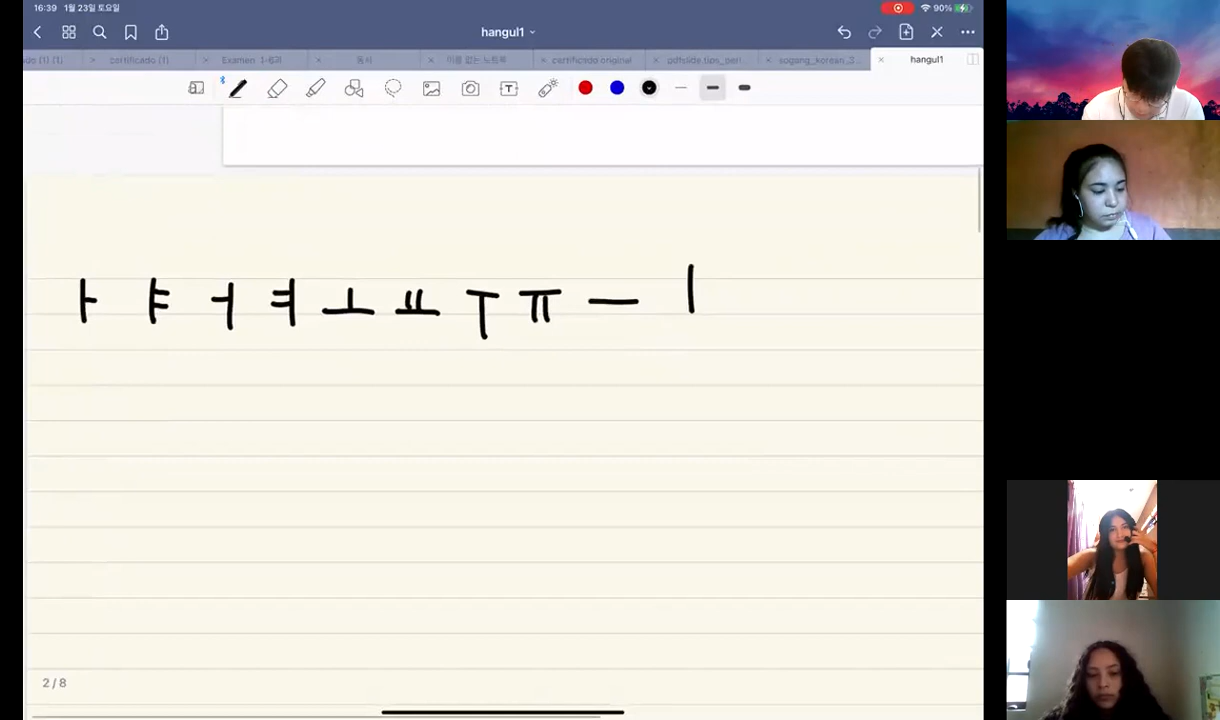 16:39 1월 23일 토요일
90%
hangul1
certificado (1)
Examen 1-6과
certificado original
pdfslide.tips_peri...
sogang_korean_S...
hangul1
T
ㅏ ㅑ ㅓ ㅕ ㅗ ㅛ ㅜ ㅠ ㅡ ㅣ
2 / 8